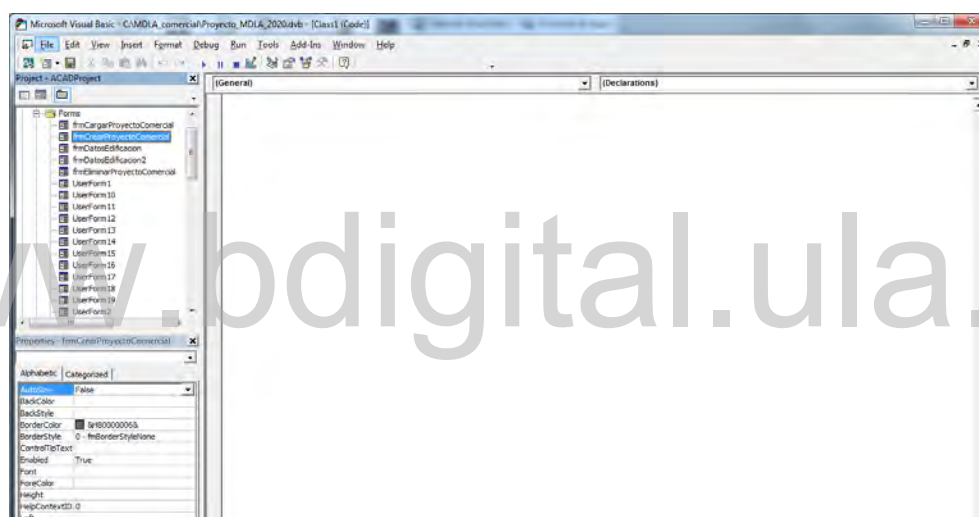 Microsoft Visual Basic - C:\MDLA_comercial\Proyecto_MDLA_2020.dvb - [Class1 (Code)]
File Edit View Insert Format Debug Run Tools Add-Ins Window Help
Project - ACADProject
(General) (Declarations)
Forms
frmCargarProyectoComercial
frmCrearProyectoComercial
frmDatosEdificacion
frmDatosEdificacion2
frmEliminarProyectoComercial
UserForm1
UserForm10
UserForm11
UserForm12
UserForm13
UserForm14
UserForm15
UserForm16
UserForm17
UserForm18
UserForm19
UserForm2
www.bdigital.ula.
Properties - frmCrearProyectoComercial
Alphabetic Categorized
AutoSize False
BackColor
BackStyle
BorderColor &H80000006&
BorderStyle 0 - fmBorderStyleNone
ControlTipText
Enabled True
Font
ForeColor
Height
HelpContextID 0